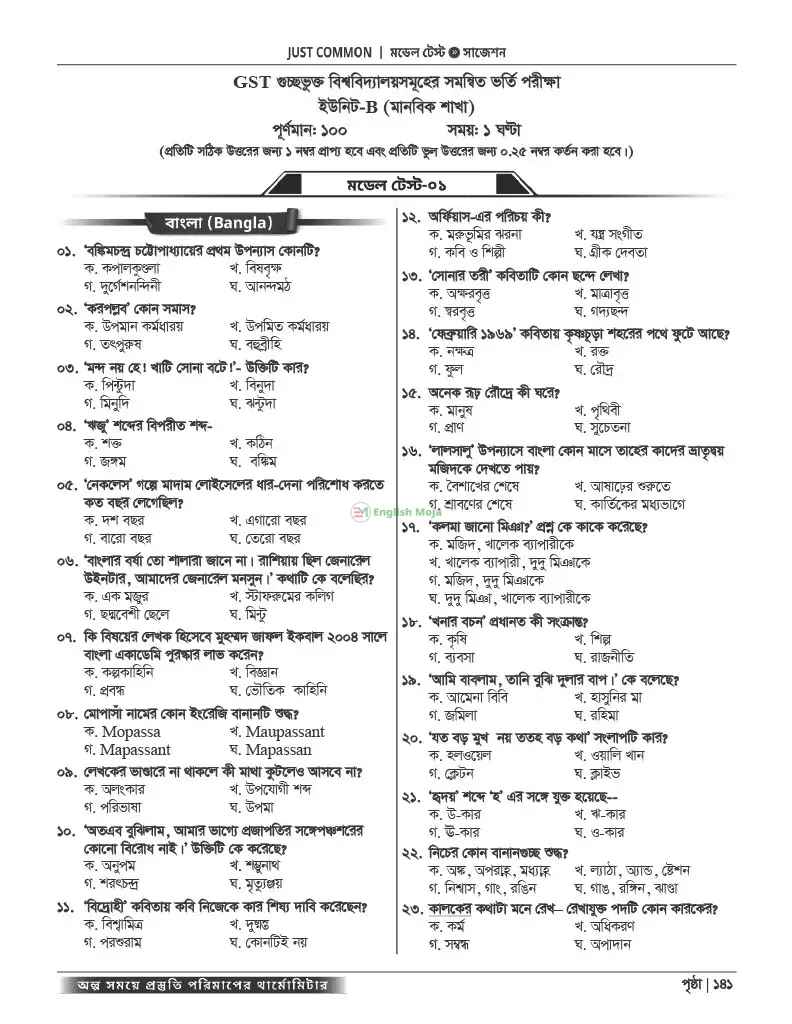 JUST COMMON | মডেল টেস্ট » সাজেশন
GST গুচ্ছভুক্ত বিশ্ববিদ্যালয়সমূহের সমন্বিত ভর্তি পরীক্ষা
ইউনিট-B (মানবিক শাখা)
পূর্ণমান: ১০০ সময়: ১ ঘণ্টা
(প্রতিটি সঠিক উত্তরের জন্য ১ নম্বর প্রাপ্য হবে এবং প্রতিটি ভুল উত্তরের জন্য ০.২৫ নম্বর কর্তন করা হবে।)
মডেল টেস্ট-০১
বাংলা (Bangla)
০১. ‘বঙ্কিমচন্দ্র চট্টোপাধ্যায়ের প্রথম উপন্যাস কোনটি?
ক. কপালকুণ্ডলা খ. বিষবৃক্ষ
গ. দুর্গেশনন্দিনী ঘ. আনন্দমঠ
০২. ‘করপল্লব’ কোন সমাস?
ক. উপমান কর্মধারয় খ. উপমিত কর্মধারয়
গ. তৎপুরুষ ঘ. বহুব্রীহি
০৩. ‘মন্দ নয় হে! খাটি সোনা বটে!’- উক্তিটি কার?
ক. পিন্টুদা খ. বিনুদা
গ. মিনুদি ঘ. ঝন্টুদা
০৪. ‘ঋজু’ শব্দের বিপরীত শব্দ-
ক. শক্ত খ. কঠিন
গ. জঙ্গম ঘ. বঙ্কিম
০৫. ‘নেকলেস’ গল্পে মাদাম লোইসেলের ধার-দেনা পরিশোধ করতে
কত বছর লেগেছিল?
ক. দশ বছর খ. এগারো বছর
গ. বারো বছর ঘ. তেরো বছর
০৬. ‘বাংলার বর্ষা তো শালারা জানে না। রাশিয়ায় ছিল জেনারেল
উইনটার, আমাদের জেনারেল মনসুন।’ কথাটি কে বলেছির?
ক. এক মজুর খ. স্টাফরুমের কলিগ
গ. ছদ্মবেশী ছেলে ঘ. মিন্টু
০৭. কি বিষয়ের লেখক হিসেবে মুহম্মদ জাফল ইকবাল ২০০৪ সালে
বাংলা একাডেমি পুরস্কার লাভ করেন?
ক. কল্পকাহিনি খ. বিজ্ঞান
গ. প্রবন্ধ ঘ. ভৌতিক কাহিনি
০৮. মোপাসাঁ নামের কোন ইংরেজি বানানটি শুদ্ধ?
ক. Mopassa খ. Maupassant
গ. Mapassant ঘ. Mapassan
০৯. লেখকের ভাণ্ডারে না থাকলে কী মাথা কুটলেও আসবে না?
ক. অলংকার খ. উপযোগী শব্দ
গ. পরিভাষা ঘ. উপমা
১০. ‘অতএব বুঝিলাম, আমার ভাগ্যে প্রজাপতির সঙ্গেপঞ্চশরের
কোনো বিরোধ নাই।’ উক্তিটি কে করেছে?
ক. অনুপম খ. শম্ভুনাথ
গ. শরৎচন্দ্র ঘ. মৃত্যুঞ্জয়
১১. ‘বিদ্রোহী’ কবিতায় কবি নিজেকে কার শিষ্য দাবি করেছেন?
ক. বিশ্বামিত্র খ. দুষ্মন্ত
গ. পরশুরাম ঘ. কোনটিই নয়
১২. অর্ফিয়াস-এর পরিচয় কী?
ক. মরুভূমির ঝরনা খ. যন্ত্র সংগীত
গ. কবি ও শিল্পী ঘ. গ্রীক দেবতা
১৩. ‘সোনার তরী’ কবিতাটি কোন ছন্দে লেখা?
ক. অক্ষরবৃত্ত খ. মাত্রাবৃত্ত
গ. স্বরবৃত্ত ঘ. গদ্যছন্দ
১৪. ‘ফেব্রুয়ারি ১৯৬৯’ কবিতায় কৃষ্ণচূড়া শহরের পথে ফুটে আছে?
ক. নক্ষত্র খ. রক্ত
গ. ফুল ঘ. রৌদ্র
১৫. অনেক রূঢ় রৌদ্রে কী ঘরে?
ক. মানুষ খ. পৃথিবী
গ. প্রাণ ঘ. সুচেতনা
১৬. ‘লালসালু’ উপন্যাসে বাংলা কোন মাসে তাহের কাদের ভ্রাতৃদ্বয়
মজিদকে দেখতে পায়?
ক. বৈশাখের শেষে খ. আষাঢ়ের শুরুতে
গ. শ্রাবণের শেষে ঘ. কার্তিকের মধ্যভাগে
১৭. ‘কলমা জানো মিঞা?’ প্রশ্ন কে কাকে করেছে?
ক. মজিদ, খালেক ব্যাপারীকে
খ. খালেক ব্যাপারী, দুদু মিঞাকে
গ. মজিদ, দুদু মিঞাকে
ঘ. দুদু মিঞা, খালেক ব্যাপারীকে
১৮. ‘খনার বচন’ প্রধানত কী সংক্রান্ত?
ক. কৃষি খ. শিল্প
গ. ব্যবসা ঘ. রাজনীতি
১৯. ‘আমি বাবলাম, তানি বুঝি দুলার বাপ।’ কে বলেছে?
ক. আমেনা বিবি খ. হাসুনির মা
গ. জমিলা ঘ. রহিমা
২০. ‘যত বড় মুখ নয় ততহ বড় কথা’ সংলাপটি কার?
ক. হলওয়েল খ. ওয়ালি খান
গ. ক্লেটন ঘ. ক্লাইভ
২১. ‘হৃদয়’ শব্দে ‘হ’ এর সঙ্গে যুক্ত হয়েছে--
ক. উ-কার খ. ঋ-কার
গ. ঊ-কার ঘ. ও-কার
২২. নিচের কোন বানানগুচ্ছ শুদ্ধ?
ক. অঙ্ক, অপরাহ্ণ, মধ্যাহ্ণ খ. ল্যাঠা, অ্যান্ড, ষ্টেশন
গ. নিশ্বাস, গাং, রঙিন ঘ. গাঙ, রঙ্গিন, ঝাণ্ডা
২৩. কালকের কথাটা মনে রেখ– রেখাযুক্ত পদটি কোন কারকের?
ক. কর্ম খ. অধিকরণ
গ. সম্বন্ধ ঘ. অপাদান
English Moja
অল্প সময়ে প্রস্তুতি পরিমাপের থার্মোমিটার
পৃষ্ঠা | ১৪১